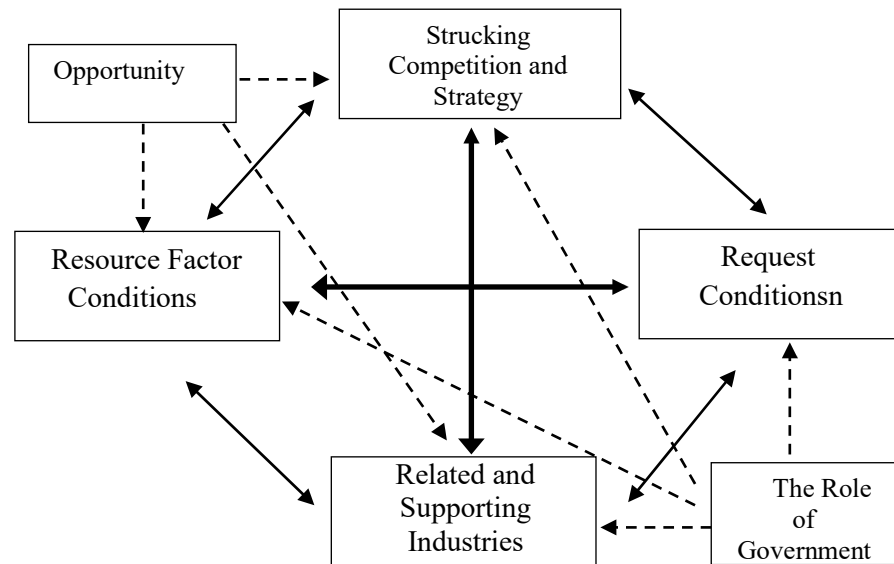 Opportunity
Strucking
Competition and
Strategy
Resource Factor
Conditions
Request
Conditionsn
Related and
Supporting
Industries
The Role
of
Government